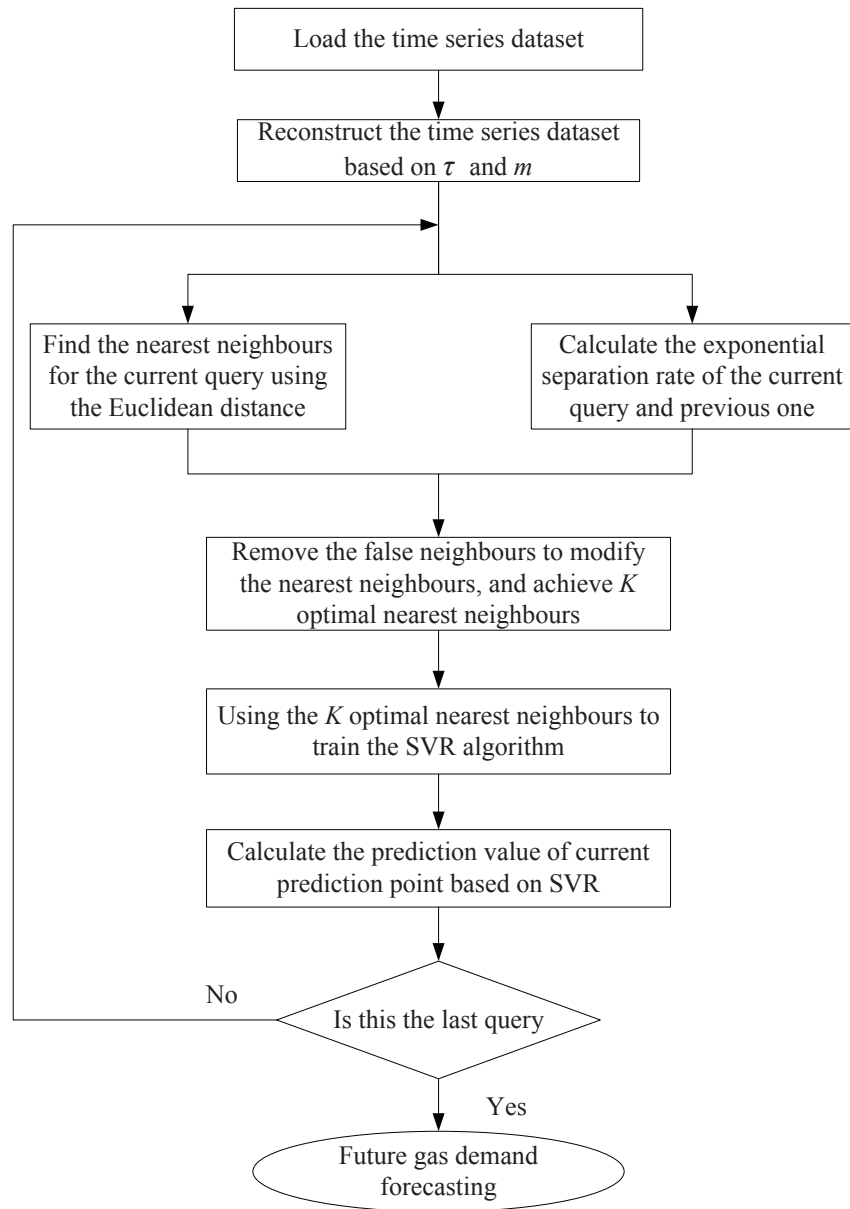 Load the time series dataset
Reconstruct the time series dataset
based on τ and m
Find the nearest neighbours
for the current query using
the Euclidean distance
Calculate the exponential
separation rate of the current
query and previous one
Remove the false neighbours to modify
the nearest neighbours, and achieve K
optimal nearest neighbours
Using the K optimal nearest neighbours to
train the SVR algorithm
Calculate the prediction value of current
prediction point based on SVR
No
Is this the last query
Yes
Future gas demand
forecasting